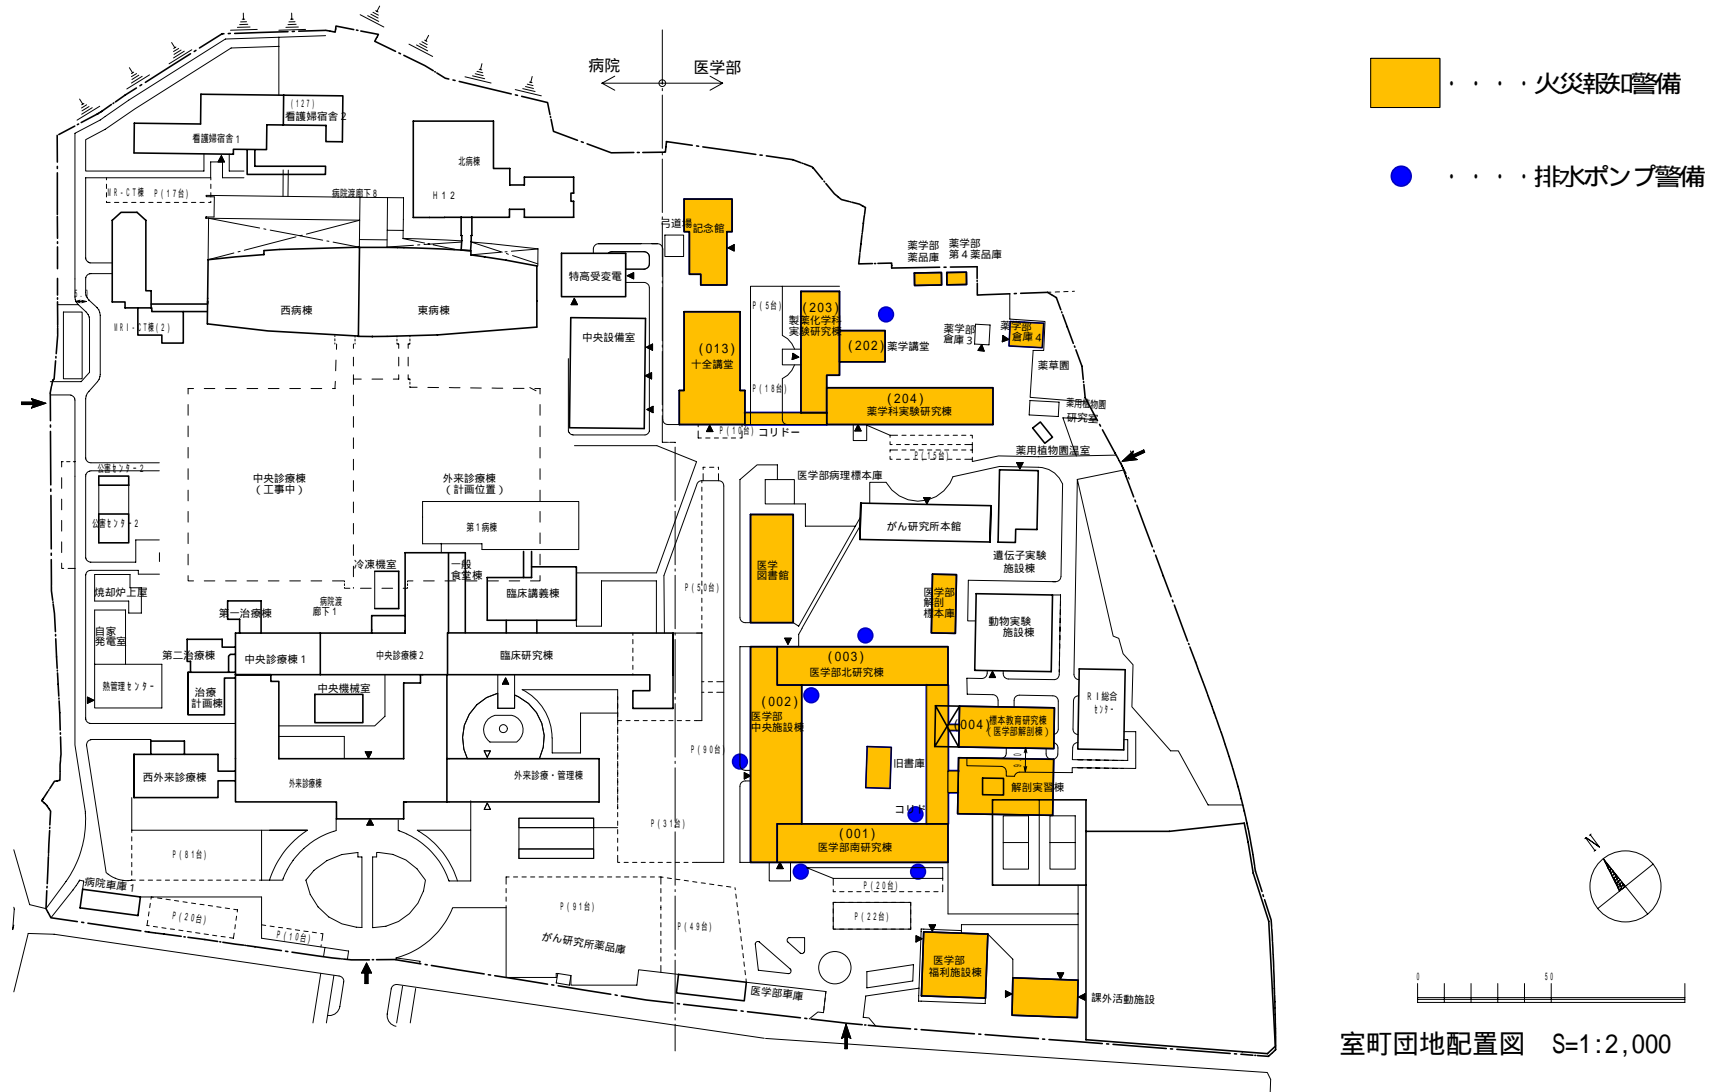 病院
医学部
火災報知警備
排水ポンプ警備
(127)
看護婦宿舎2
看護婦宿舎1
北病棟
H12
MR-CT棟
P(17台)
病院渡廊下8
弓道場
記念館
特高受変電
薬学部
薬品庫
薬学部
第4薬品庫
西病棟
東病棟
MRI-CT棟(2)
中央設備室
P(5台)
(203)
製薬化学科
実験研究棟
(202)
薬学講堂
(013)
十全講堂
薬学部
倉庫3
薬学部
倉庫4
薬草園
P(18台)
(204)
薬学科実験研究棟
薬用植物園
研究室
P(10台)
コリドー
P(15台)
薬用植物園温室
公害センター2
中央診療棟
(工事中)
外来診療棟
(計画位置)
医学部病理標本庫
公害センター2
第1病棟
がん研究所本館
遺伝子実験
施設棟
冷凍機室
一般
食堂棟
臨床講義棟
医学
図書館
P(50台)
焼却炉上屋
病院渡
廊下1
第一治療棟
医学部
解剖
標本庫
動物実験
施設棟
自家
発電室
第二治療棟
中央診療棟1
中央診療棟2
臨床研究棟
(003)
医学部北研究棟
熱管理センター
治療
計画棟
中央機械室
(002)
医学部
中央施設棟
RI総合
センター
(004)
標本教育研究棟
(医学部解剖棟)
P(90台)
旧書庫
西外来診療棟
外来診療棟
外来診療・管理棟
解剖実習棟
コリド
P(31台)
(001)
医学部南研究棟
P(81台)
病院車庫1
P(20台)
P(10台)
P(91台)
P(49台)
がん研究所薬品庫
P(20台)
P(22台)
医学部
福利施設棟
医学部車庫
課外活動施設
N
0
50
室町団地配置図 S=1:2,000